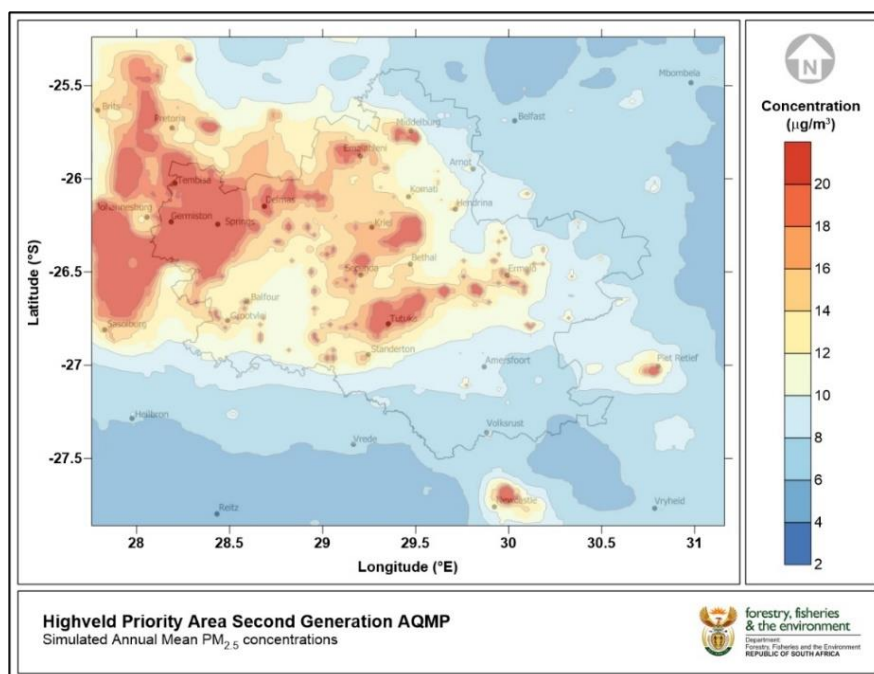 -25.5
-26
-26.5
-27
-27.5
Latitude (°S)
28
28.5
29
29.5
30
30.5
31
Longitude (°E)
Mbombela
Brits
Pretoria
Middelburg
Belfast
Emalahleni
Arnot
Tembisa
Delmas
Komati
Hendrina
Johannesburg
Germiston
Springs
Kriel
Bethal
Secunda
Ermelo
Balfour
Grootvlei
Sasolburg
Tutuka
Standerton
Amersfoort
Piet Retief
Heilbron
Volksrust
Vrede
Newcastle
Reitz
Vryheid
N
Concentration
(µg/m³)
20
18
16
14
12
10
8
6
4
2
Highveld Priority Area Second Generation AQMP
Simulated Annual Mean PM2.5 concentrations
forestry, fisheries
& the environment
Department:
Forestry, Fisheries and the Environment
REPUBLIC OF SOUTH AFRICA